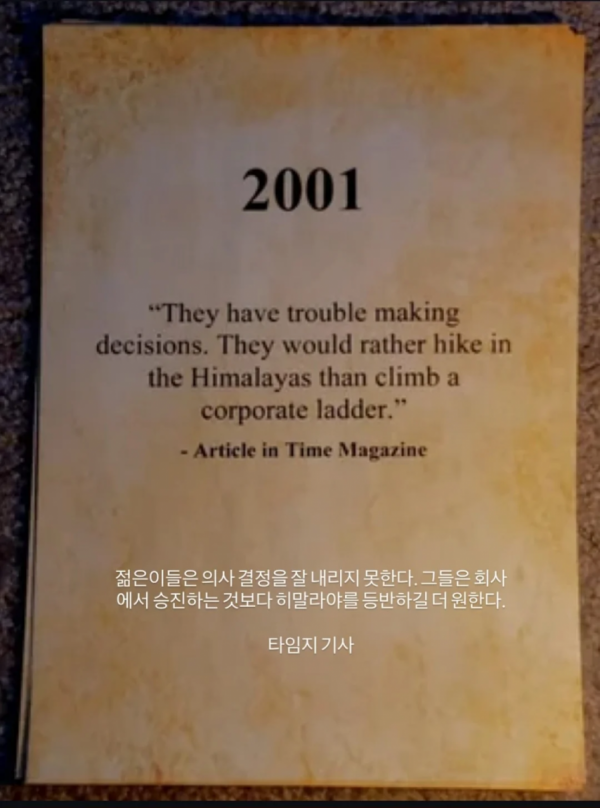 2001
“They have trouble making
decisions. They would rather hike in
the Himalayas than climb a
corporate ladder.”
- Article in Time Magazine
젊은이들은 의사 결정을 잘 내리지 못한다. 그들은 회사
에서 승진하는 것보다 히말라야를 등반하길 더 원한다.
타임지 기사